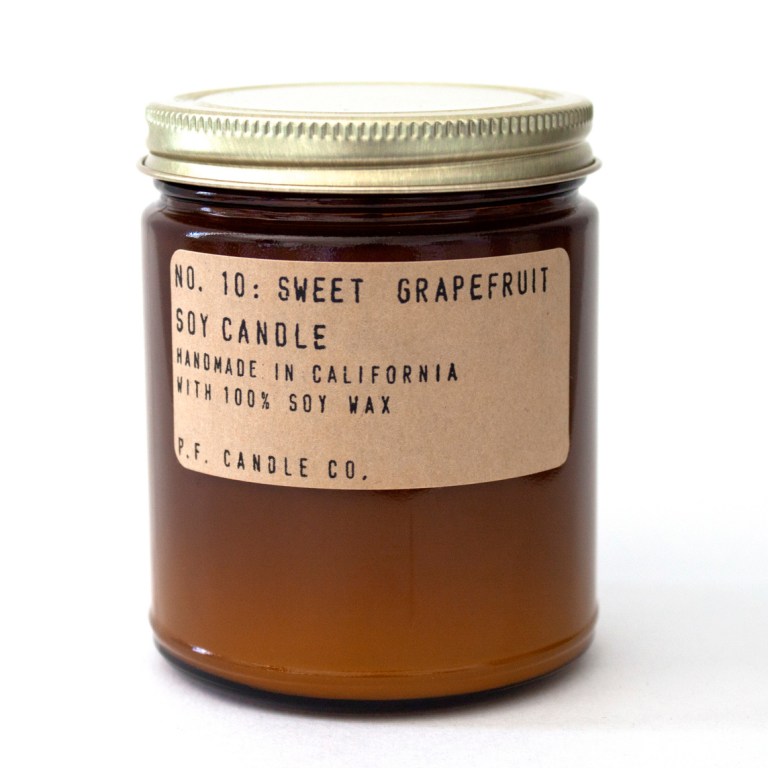 NO. 10: SWEET GRAPEFRUIT
SOY CANDLE
HANDMADE IN CALIFORNIA
WITH 100% SOY WAX
P.F. CANDLE CO.